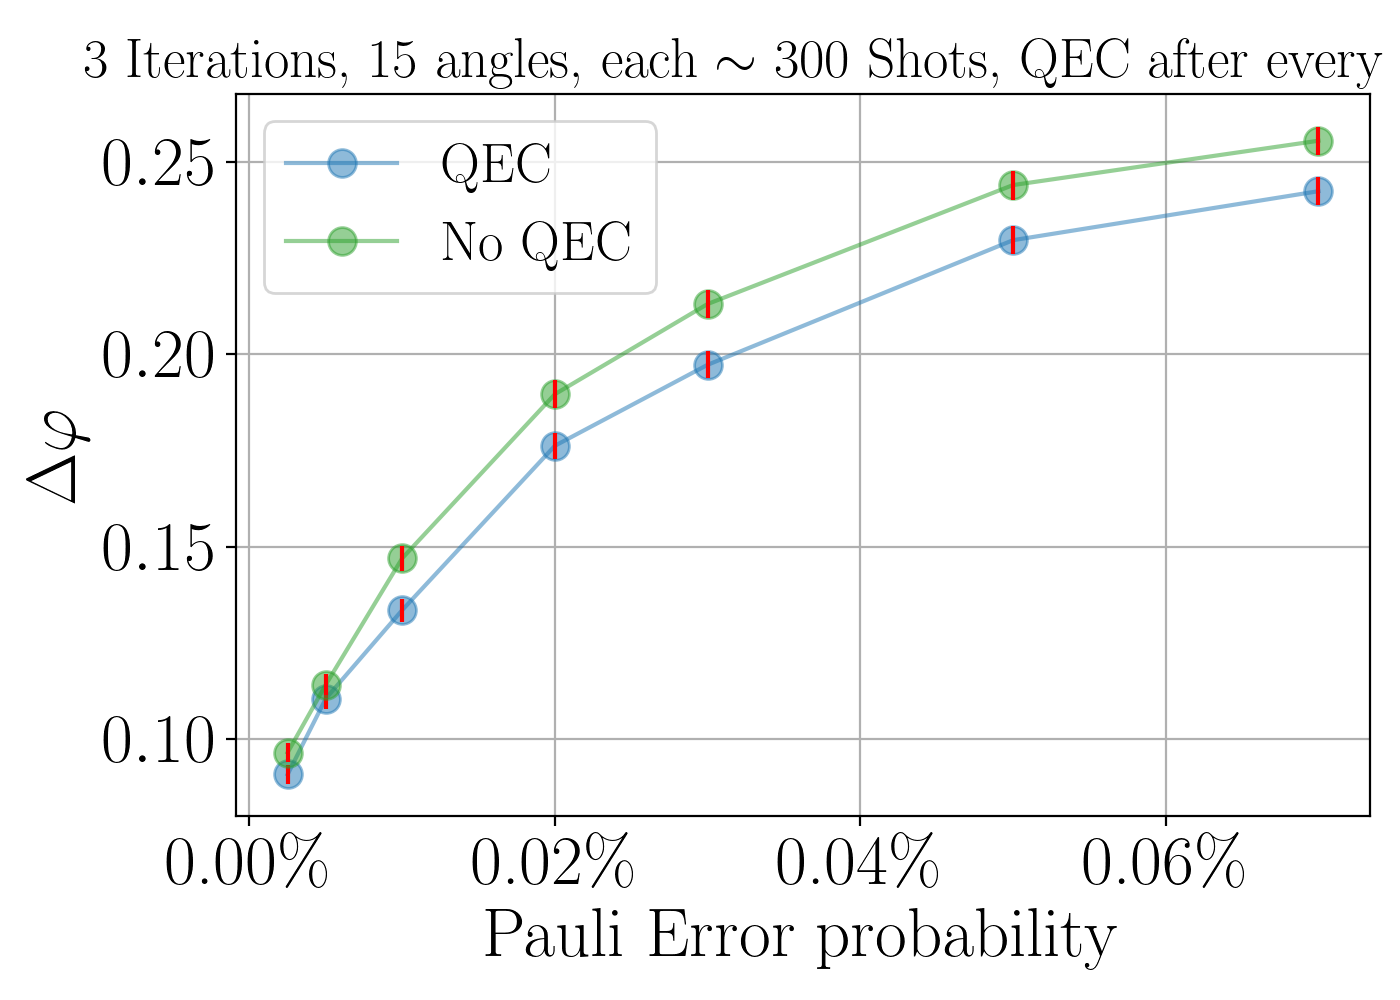 3 Iterations, 15 angles, each ∼ 300 Shots, QEC after every
QEC
No QEC
0.25
0.20
0.15
0.10
Δφ
0.00% 0.02% 0.04% 0.06%
Pauli Error probability